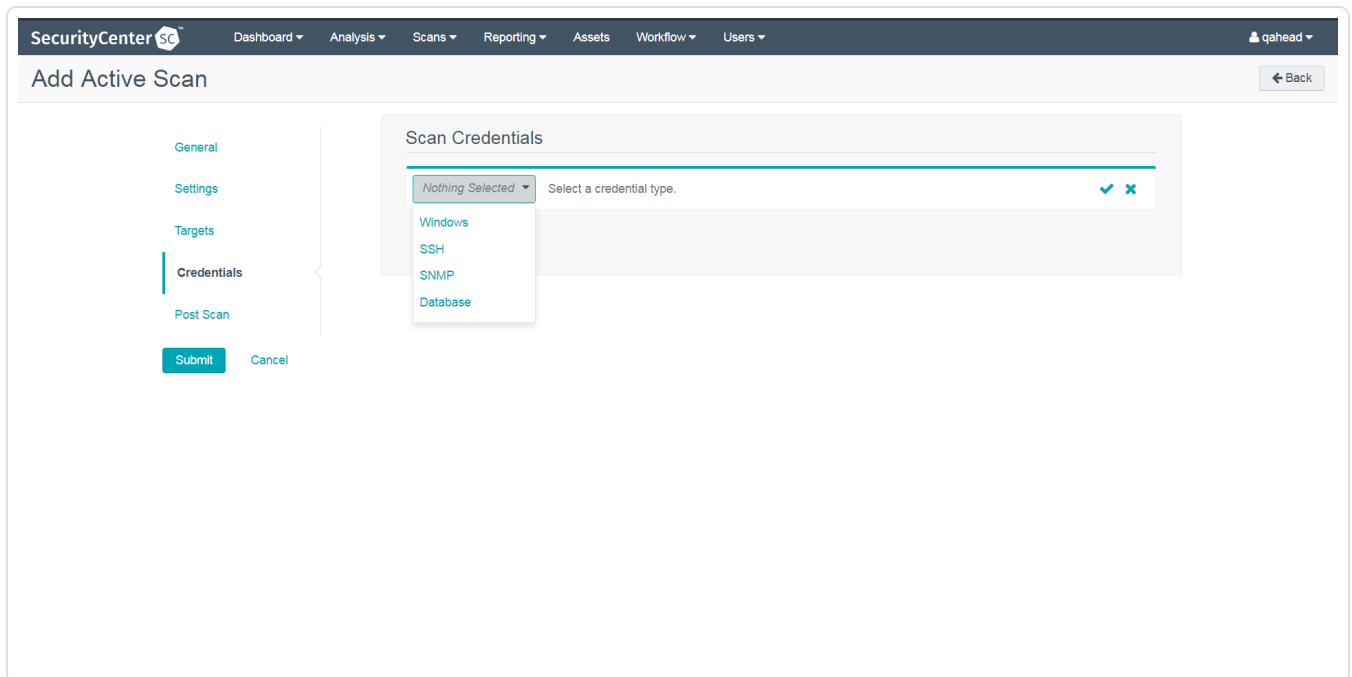 SecurityCenter SC™ Dashboard Analysis Scans Reporting Assets Workflow Users qahead
Add Active Scan Back
General
Settings
Targets
Credentials
Post Scan
Submit Cancel
Scan Credentials
Nothing Selected Select a credential type.
Windows
SSH
SNMP
Database